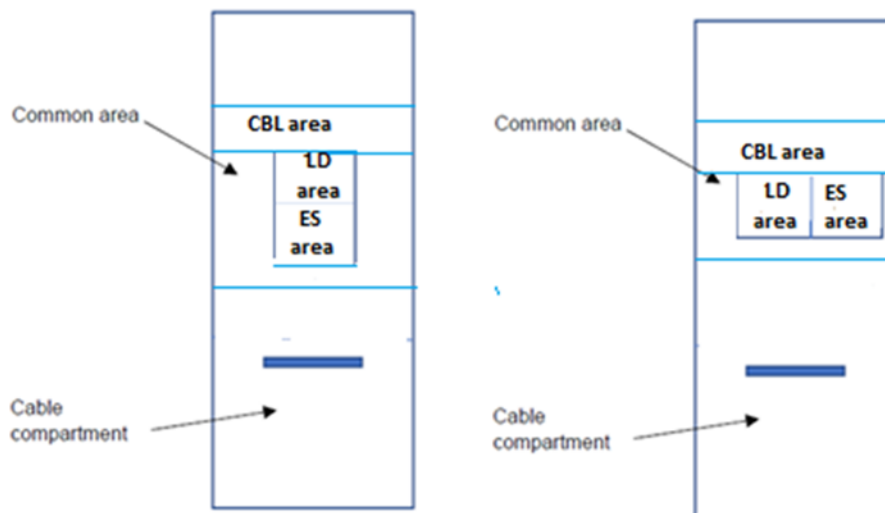 Common area
CBL area
LD
area
ES
area
Cable
compartment
Common area
CBL area
LD
area
ES
area
Cable
compartment